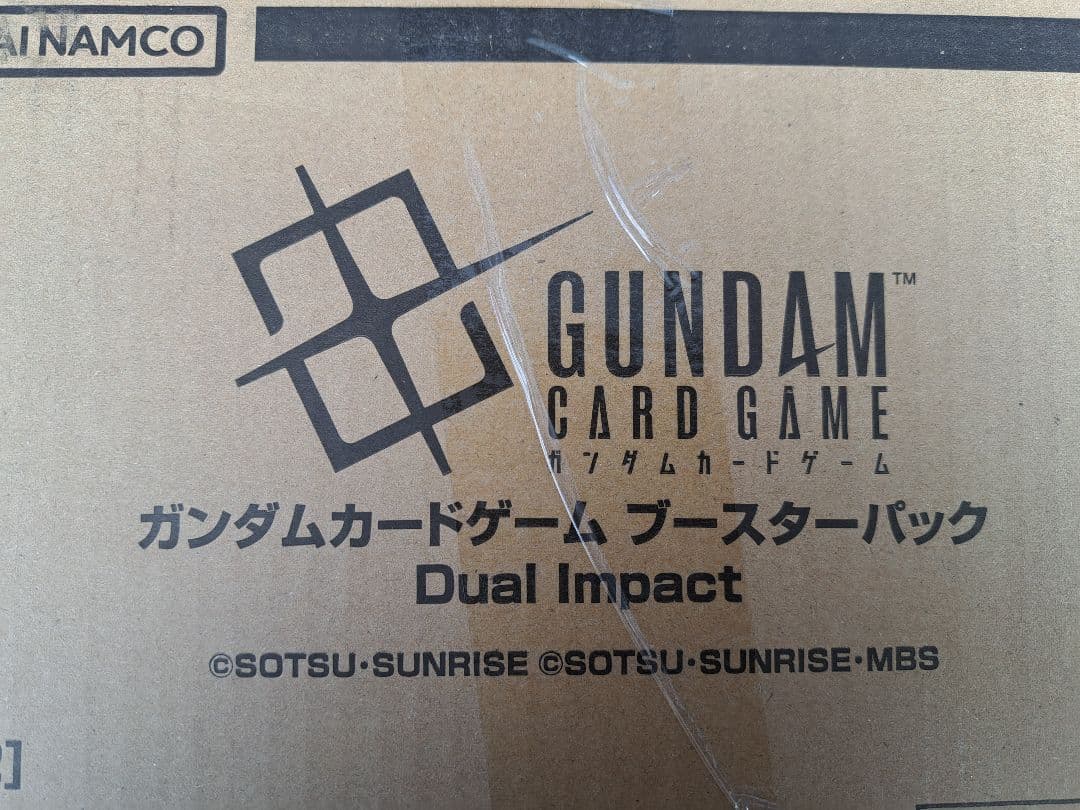 NAMCO
GUNDAM™
CARD GAME
ガンダムカードゲーム
ガンダムカードゲーム ブースターパック
Dual Impact
©SOTSU・SUNRISE ©SOTSU・SUNRISE・MBS